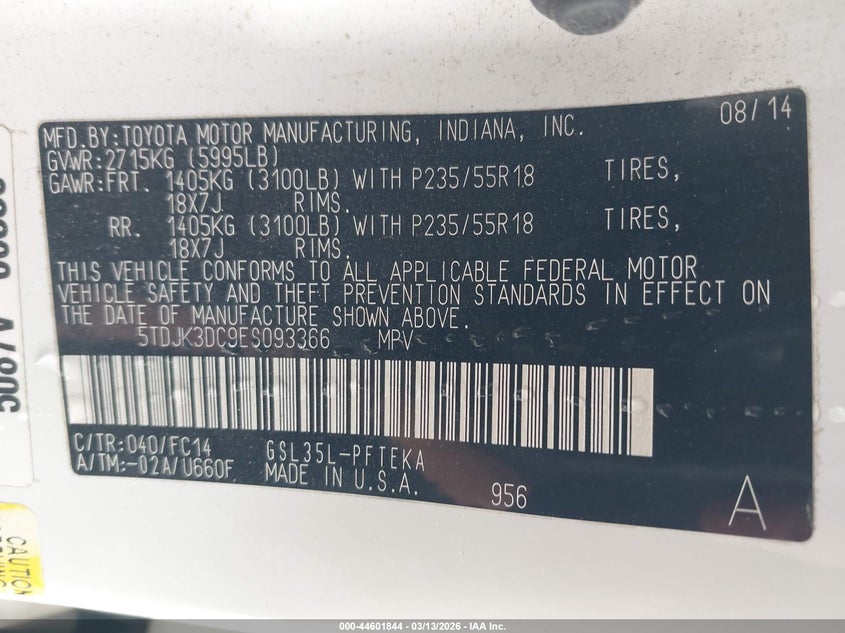 08/14
MFD.BY:TOYOTA MOTOR MANUFACTURING, INDIANA, INC.
GVWR:2715KG (5995LB)
GAWR:FRT. 1405KG (3100LB) WITH P235/55R18 TIRES,
18X7J RIMS.
RR. 1405KG (3100LB) WITH P235/55R18 TIRES,
18X7J RIMS.
THIS VEHICLE CONFORMS TO ALL APPLICABLE FEDERAL MOTOR
VEHICLE SAFETY AND THEFT PREVENTION STANDARDS IN EFFECT ON
THE DATE OF MANUFACTURE SHOWN ABOVE.
5TDJK3DC9ES093366 MPV
C/TR:040/FC14 GSL35L-PFTEKA
A/TM:-02A/U660F MADE IN U.S.A.
956
A
CAUTION
000-44601844 — 03/13/2026 — IAA Inc.